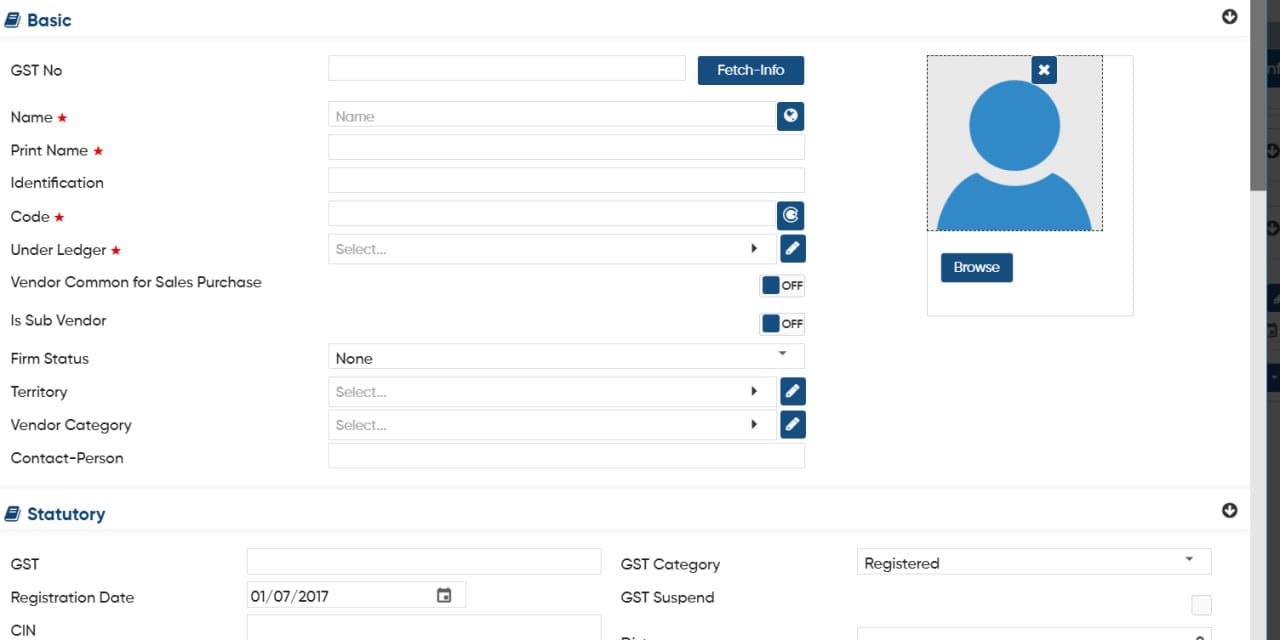 Basic
GST No Fetch-Info
Name ★ Name
Print Name ★
Identification
Code ★
Under Ledger ★ Select...
Vendor Common for Sales Purchase OFF
Is Sub Vendor OFF
Browse
Firm Status None
Territory Select...
Vendor Category Select...
Contact-Person
Statutory
GST GST Category Registered
Registration Date 01/07/2017 GST Suspend
CIN